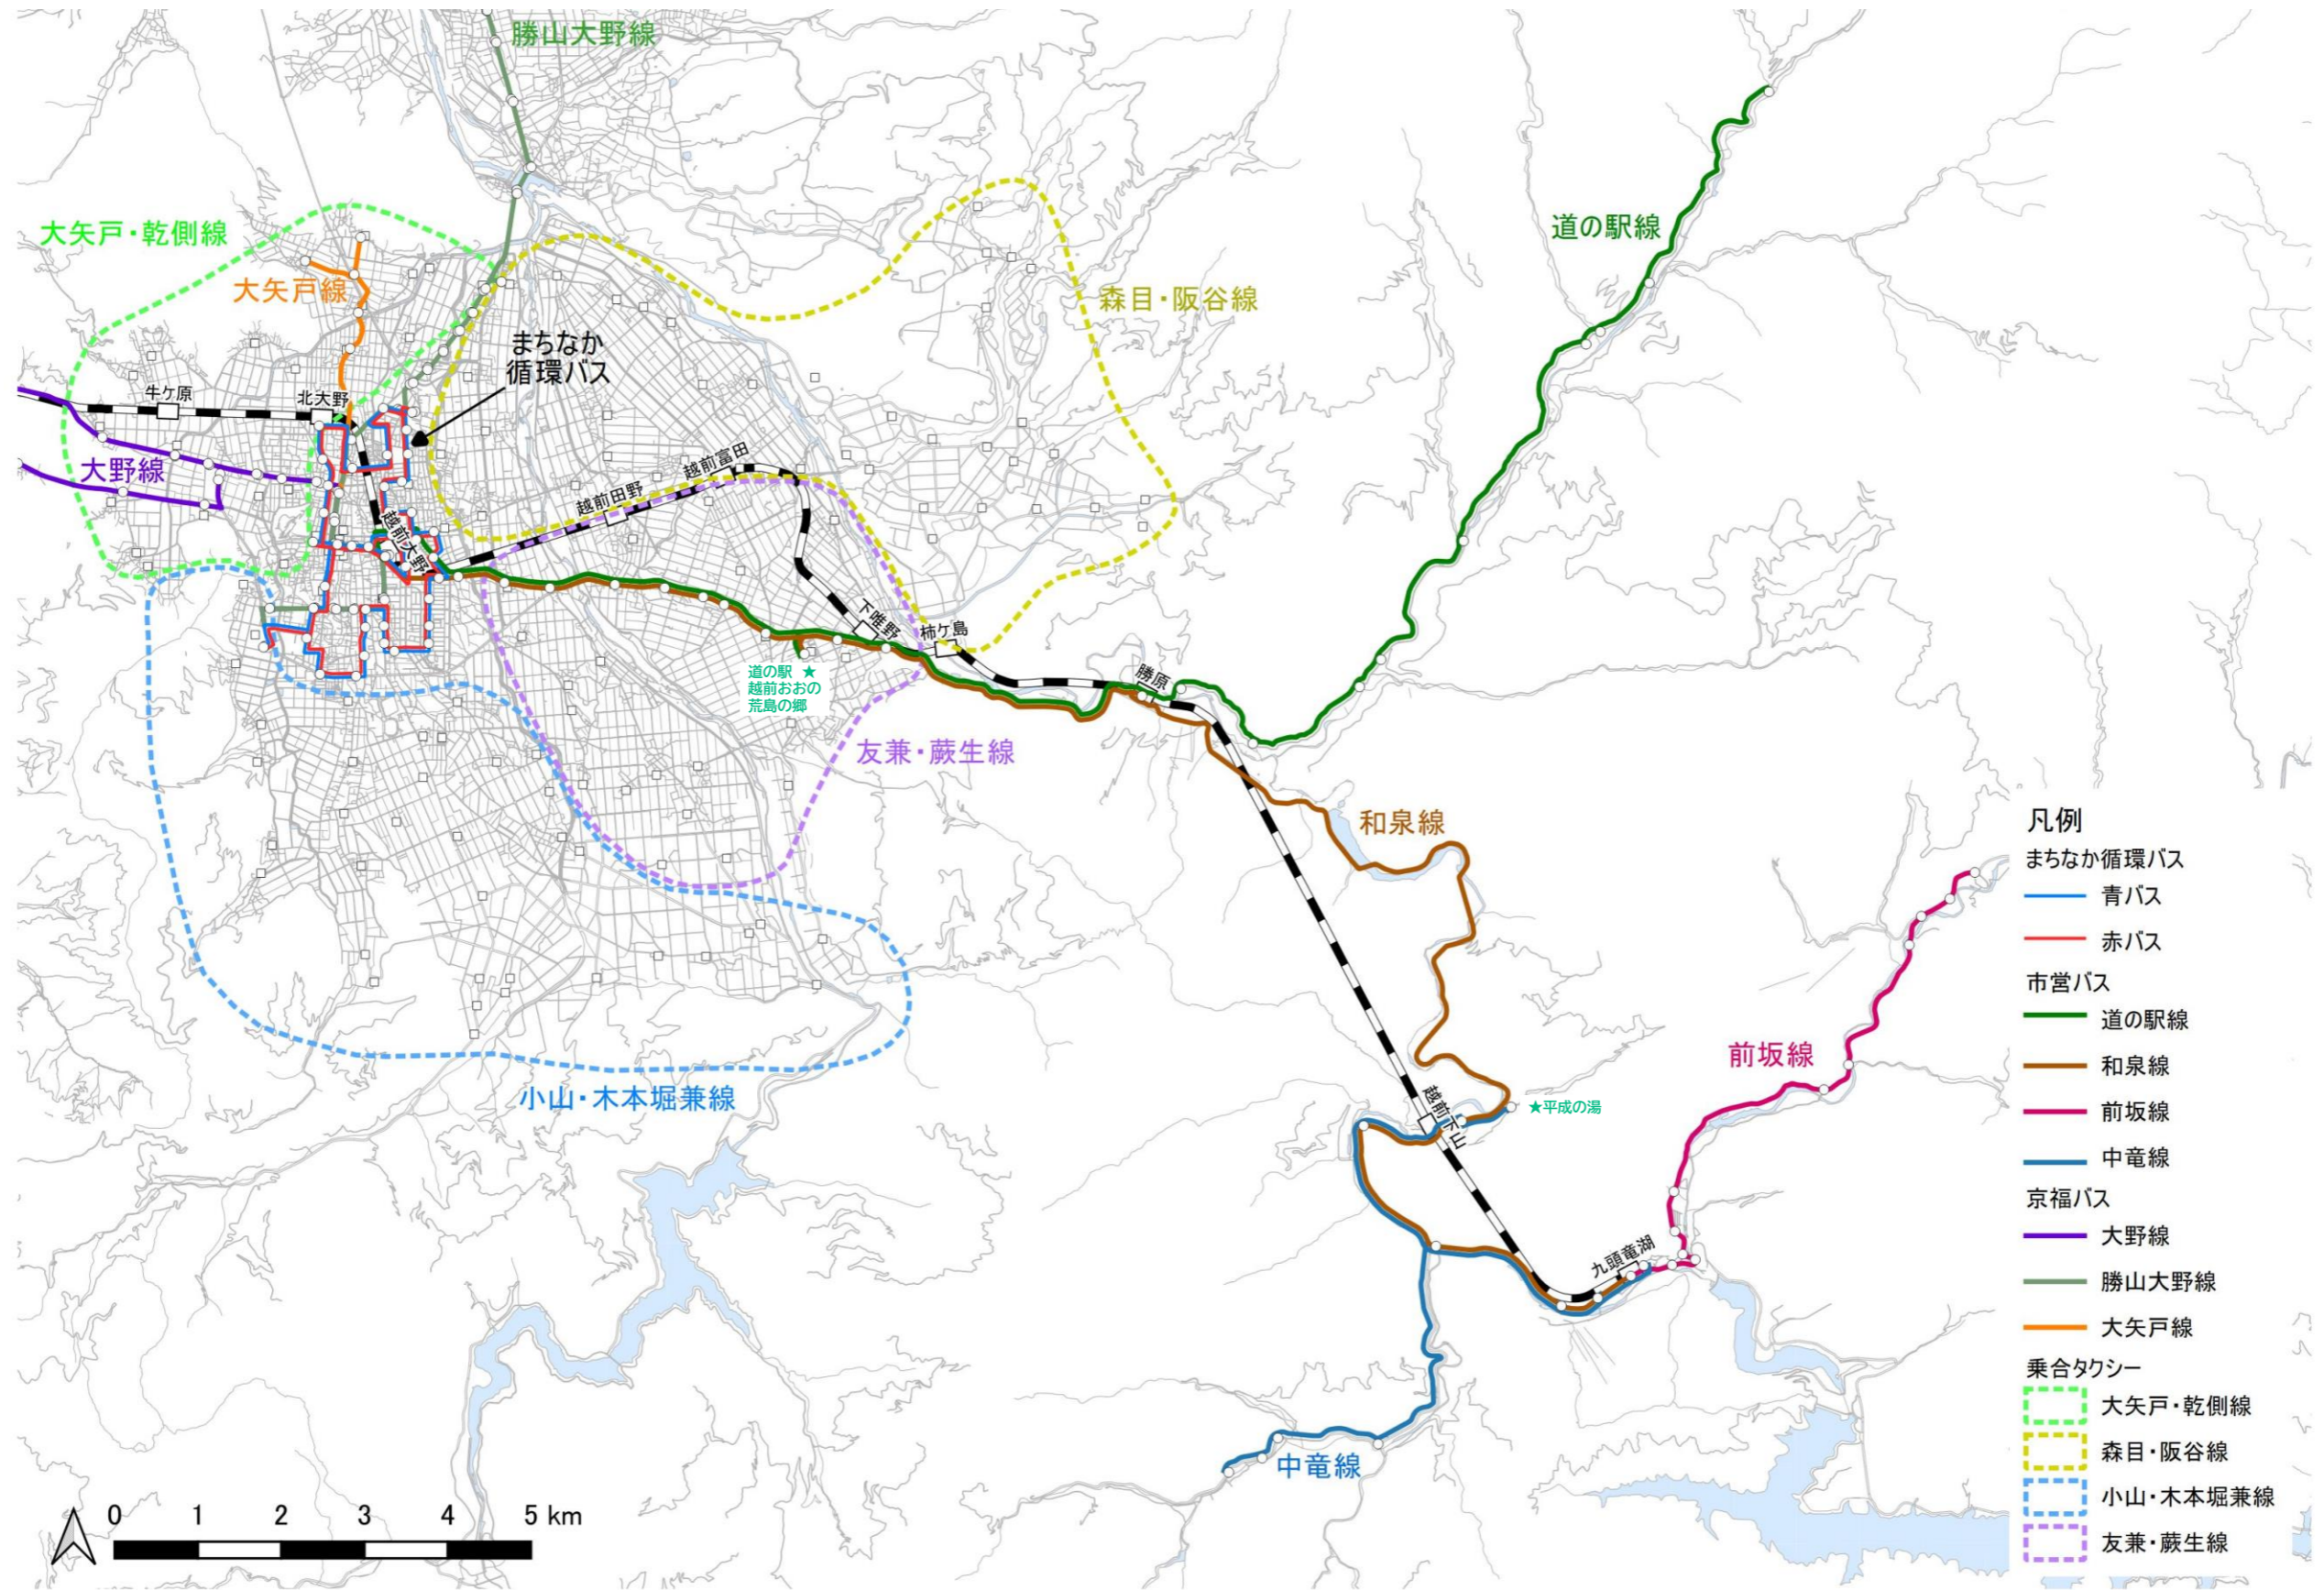 勝山大野線
大矢戸・乾側線
道の駅線
大矢戸線
森目・阪谷線
まちなか
循環バス
牛ケ原
北大野
大野線
越前富田
越前田野
越前大野
下唯野
柿ケ島
勝原
道の駅 ★
越前おおの
荒島の郷
友兼・蕨生線
和泉線
小山・木本堀兼線
前坂線
越前下山
★平成の湯
九頭竜湖
中竜線
0 1 2 3 4 5 km
凡例
まちなか循環バス
青バス
赤バス
市営バス
道の駅線
和泉線
前坂線
中竜線
京福バス
大野線
勝山大野線
大矢戸線
乗合タクシー
大矢戸・乾側線
森目・阪谷線
小山・木本堀兼線
友兼・蕨生線